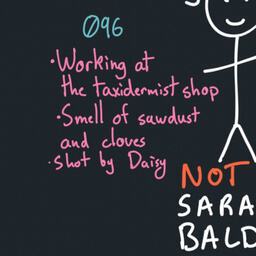 096
•Working at
the taxidermist shop
•Smell of sawdust
and cloves
•Shot by Daisy
NOT
SARA
BALD